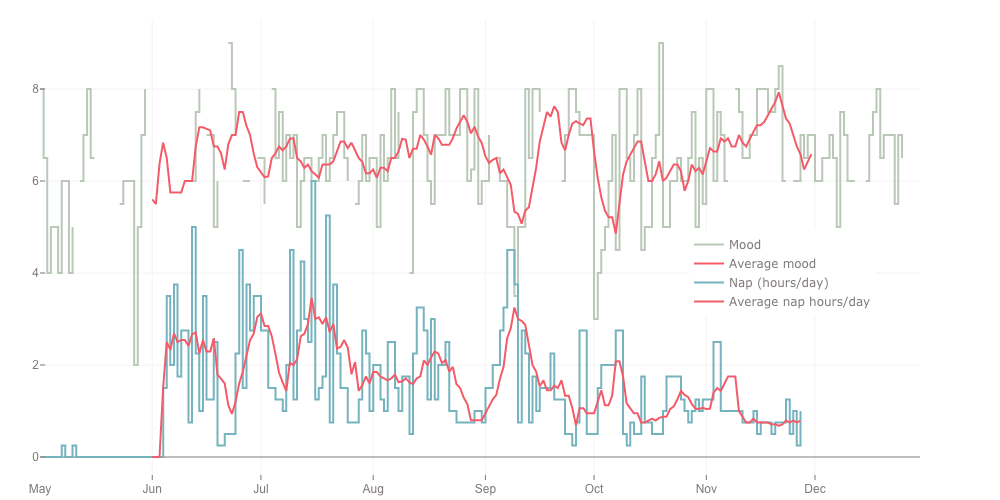 8
6
4
2
0
Mood
Average mood
Nap (hours/day)
Average nap hours/day
May Jun Jul Aug Sep Oct Nov Dec